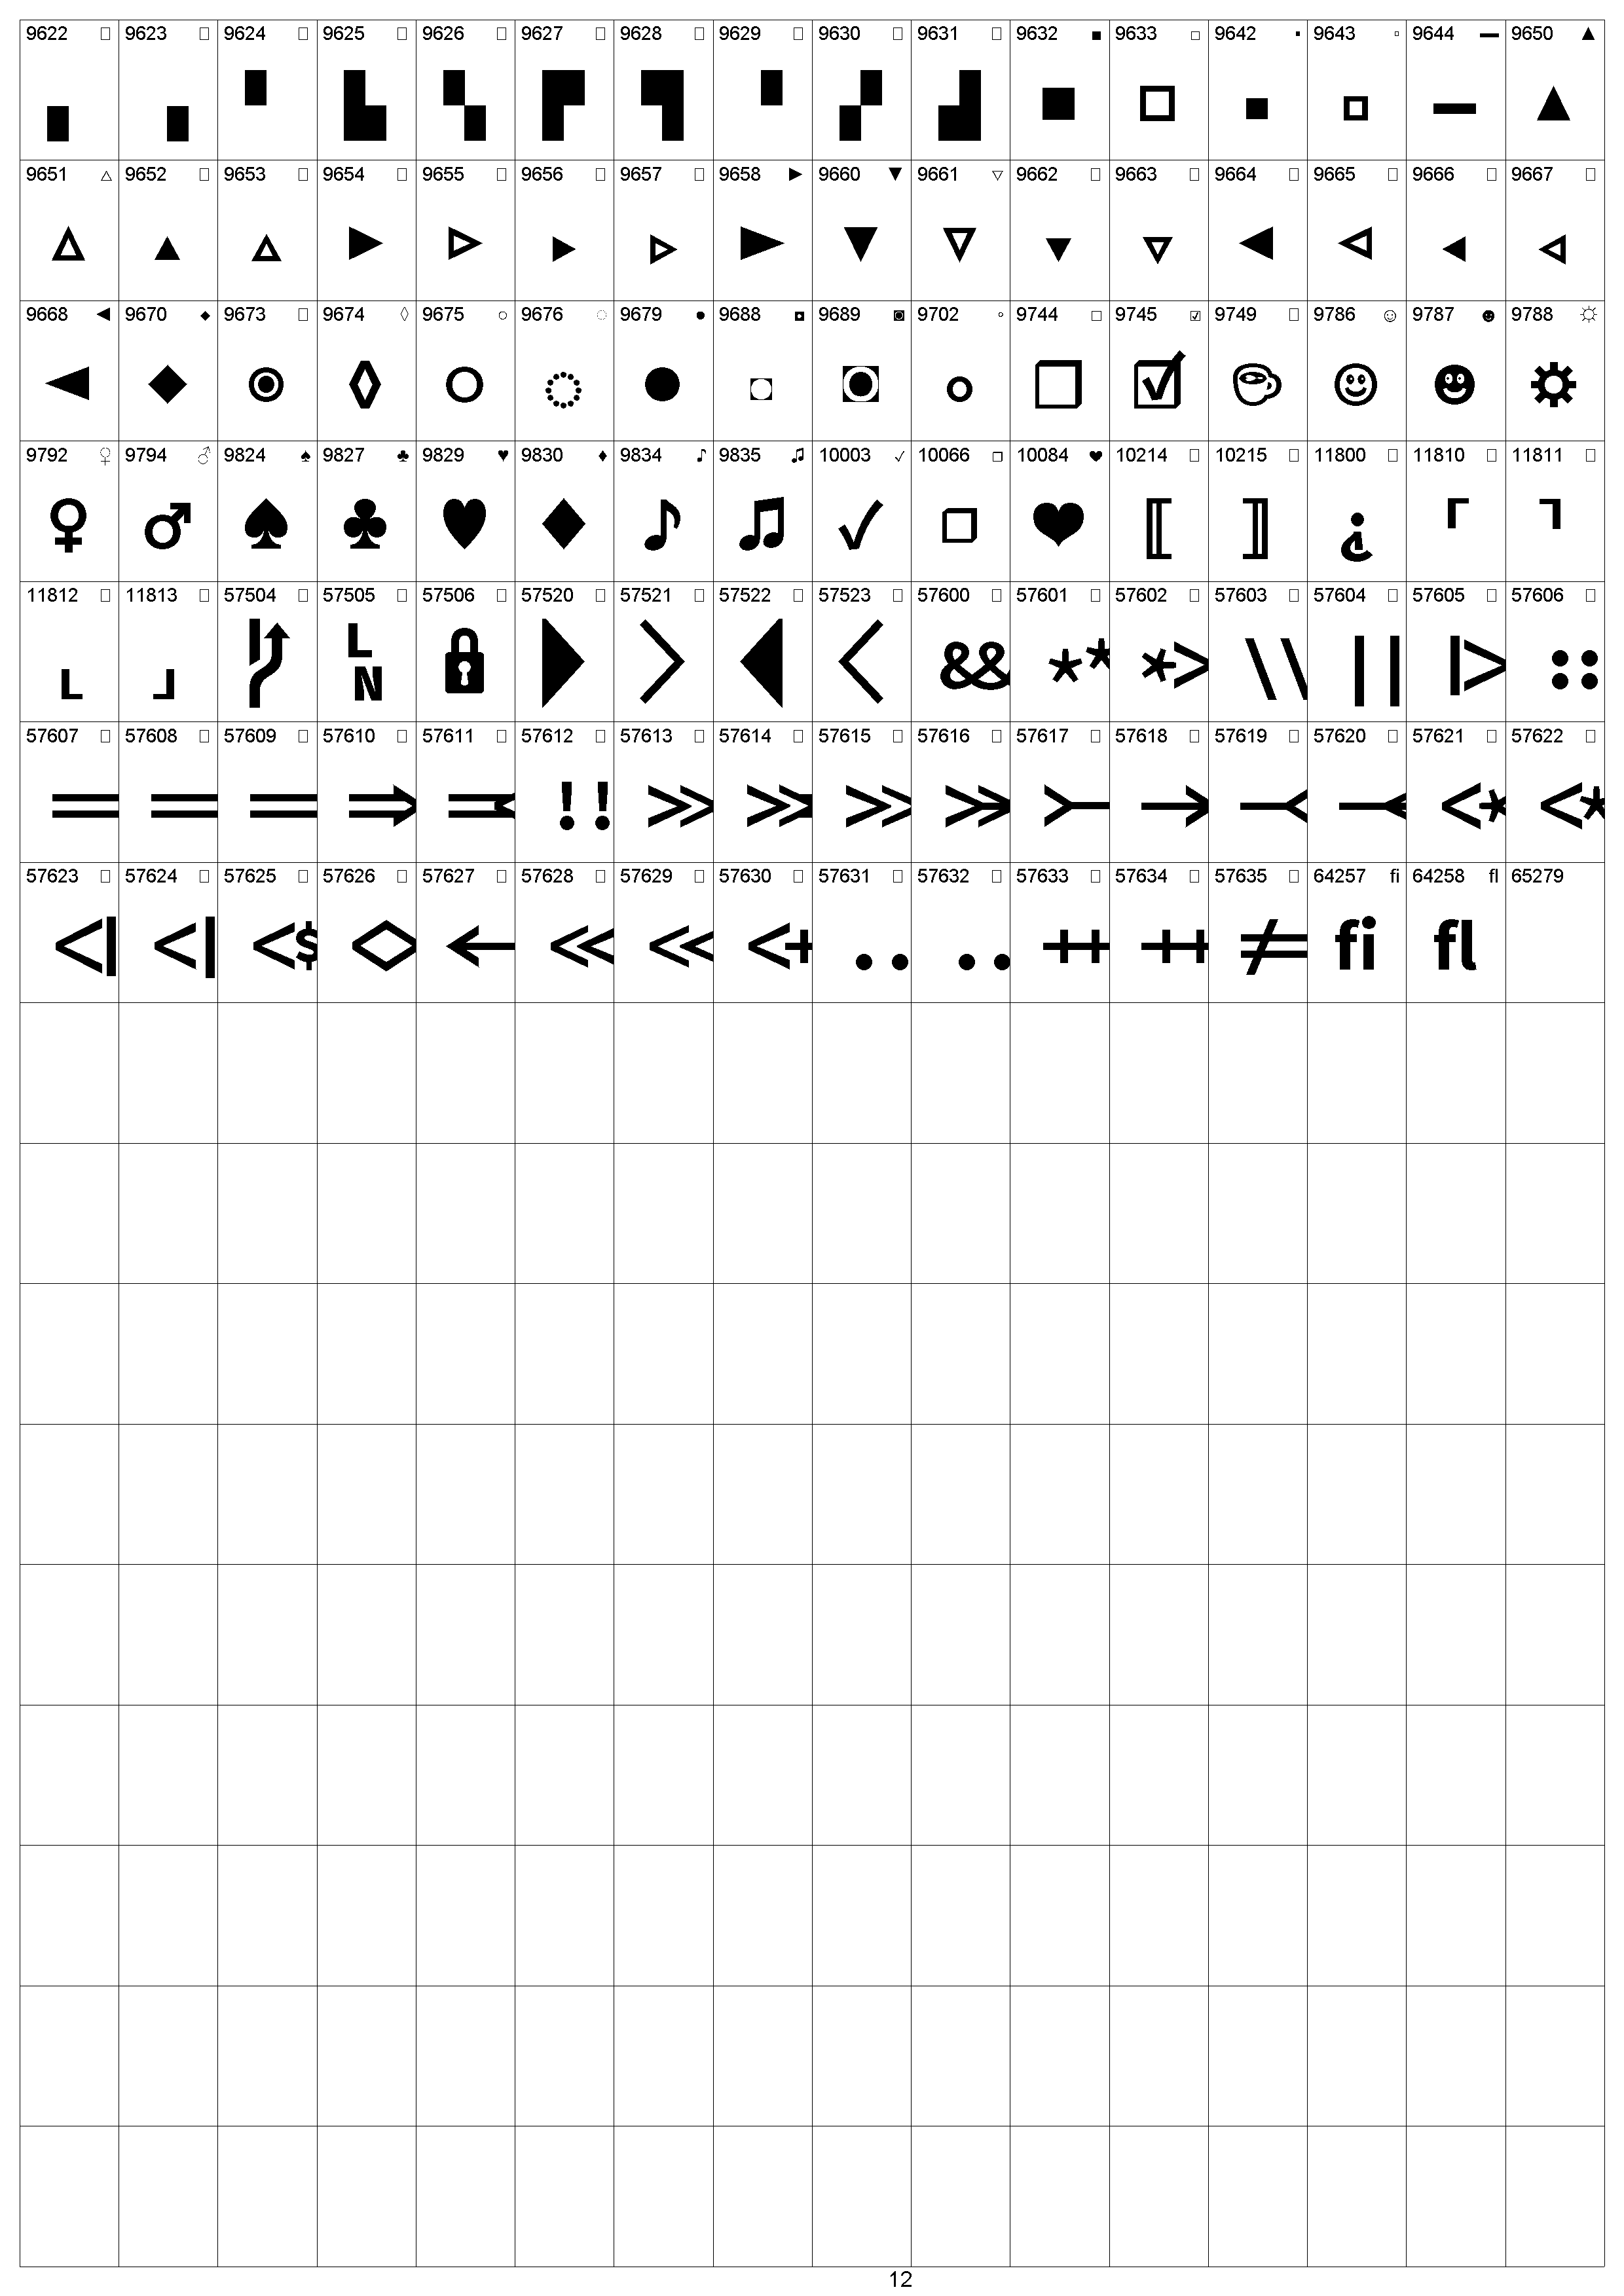 9622 9623 9624 9625 9626 9627 9628 9629 9630 9631 9632 ■ 9633 □ 9642 ▪ 9643 ▫ 9644 ▬ 9650 ▲
▖ ▗ ▘ ▙ ▚ ▛ ▜ ▝ ▞ ▟ ■ □ ▪ ▫ ▬ ▲
9651 △ 9652 9653 9654 9655 9656 9657 9658 ► 9660 ▼ 9661 ▽ 9662 9663 9664 9665 9666 9667
△ ▴ ▵ ▶ ▷ ▸ ▹ ► ▼ ▽ ▾ ▿ ◀ ◁ ◂ ◃
9668 ◄ 9670 ◆ 9673 9674 ◊ 9675 ○ 9676 ◌ 9679 ● 9688 ◘ 9689 ◙ 9702 ◦ 9744 ☐ 9745 ☑ 9749 9786 ☺ 9787 ☻ 9788 ☼
◄ ◆ ◉ ◊ ○ ◌ ● ◘ ◙ ◦ ☐ ☑ ☕ ☺ ☻ ☼
9792 ♀ 9794 ♂ 9824 ♠ 9827 ♣ 9829 ♥ 9830 ♦ 9834 ♪ 9835 ♫ 10003 ✓ 10066 ❒ 10084 ❤ 10214 10215 11800 11810 11811
♀ ♂ ♠ ♣ ♥ ♦ ♪ ♫ ✓ ❒ ❤ ⟦ ⟧ ⸘ ⸢ ⸣
11812 11813 57504 57505 57506 57520 57521 57522 57523 57600 57601 57602 57603 57604 57605 57606
⸤ ⸥ LN && ** *> \\ || |> ::
57607 57608 57609 57610 57611 57612 57613 57614 57615 57616 57617 57618 57619 57620 57621 57622
== == == => =< !! >> >>= >>> >>- >- -> -< -<< <* <*
57623 57624 57625 57626 57627 57628 57629 57630 57631 57632 57633 57634 57635 64257 fi 64258 fl 65279
<| <| <$ <> <- << << <+ .. .. ++ ++ /= fi fl
12